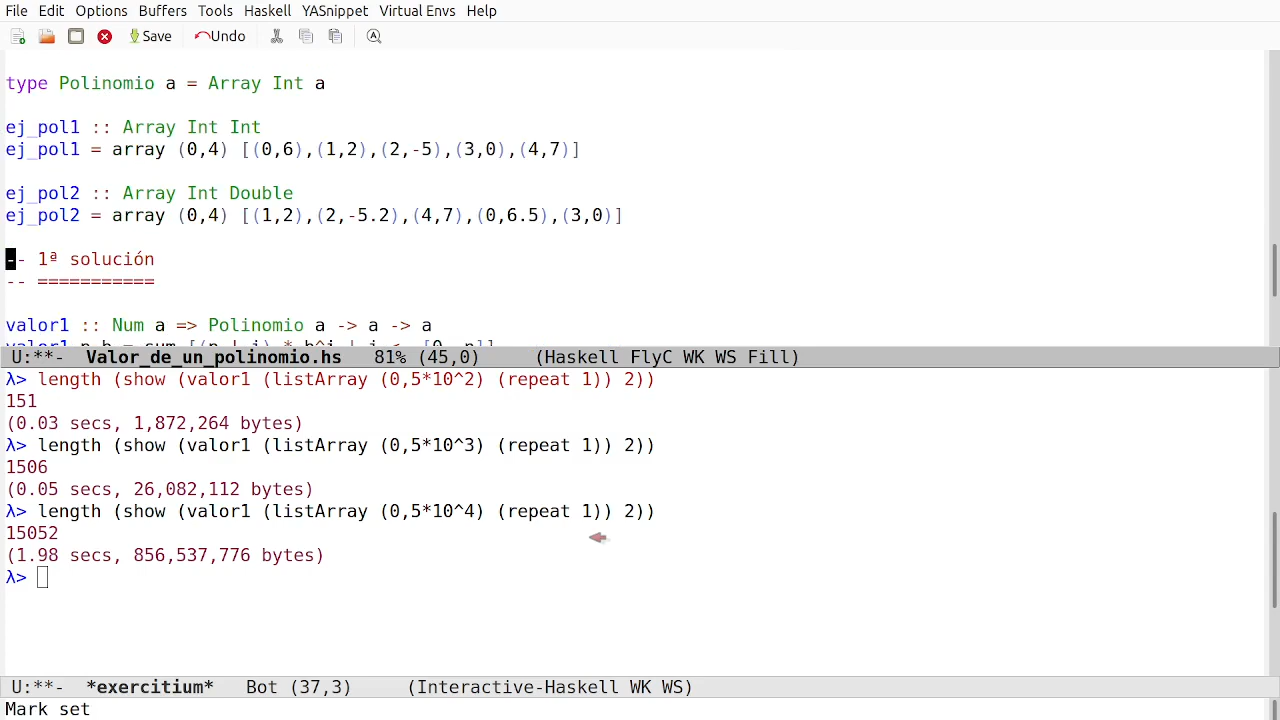 File Edit Options Buffers Tools Haskell YASnippet Virtual Envs Help
Save Undo
type Polinomio a = Array Int a
ej_pol1 :: Array Int Int
ej_pol1 = array (0,4) [(0,6),(1,2),(2,-5),(3,0),(4,7)]
ej_pol2 :: Array Int Double
ej_pol2 = array (0,4) [(1,2),(2,-5.2),(4,7),(0,6.5),(3,0)]
-- 1ª solución
-- ===========
valor1 :: Num a => Polinomio a -> a -> a
U:**-  Valor_de_un_polinomio.hs   81% (45,0)     (Haskell FlyC WK WS Fill)
λ> length (show (valor1 (listArray (0,5*10^2) (repeat 1)) 2))
151
(0.03 secs, 1,872,264 bytes)
λ> length (show (valor1 (listArray (0,5*10^3) (repeat 1)) 2))
1506
(0.05 secs, 26,082,112 bytes)
λ> length (show (valor1 (listArray (0,5*10^4) (repeat 1)) 2))
15052
(1.98 secs, 856,537,776 bytes)
λ>
U:**-  *exercitium*   Bot (37,3)     (Interactive-Haskell WK WS)
Mark set